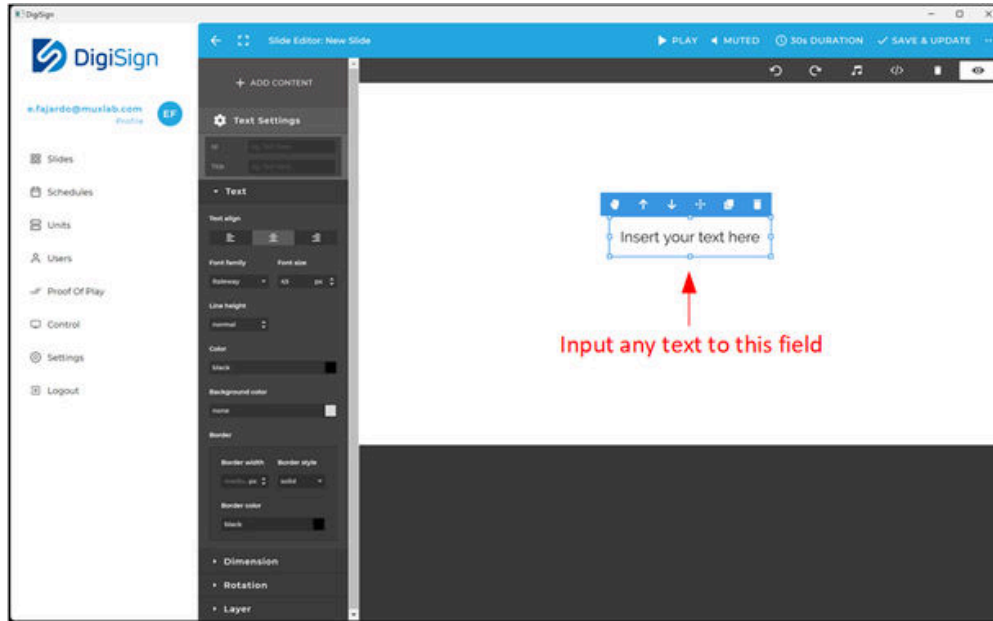 DigiSign
Slide Editor: New Slide
PLAY
MUTED
30s DURATION
SAVE & UPDATE
DigiSign
e.fajardo@muxlab.com
Profile
EF
Slides
Schedules
Units
Users
Proof Of Play
Control
Settings
Logout
+ ADD CONTENT
Text Settings
Id
Title
Text
Text align
Font family Font size
Raleway px
Line height
normal
Color
black
Background color
none
Border
Border width Border style
px solid
Border color
black
Dimension
Rotation
Layer
Insert your text here
Input any text to this field